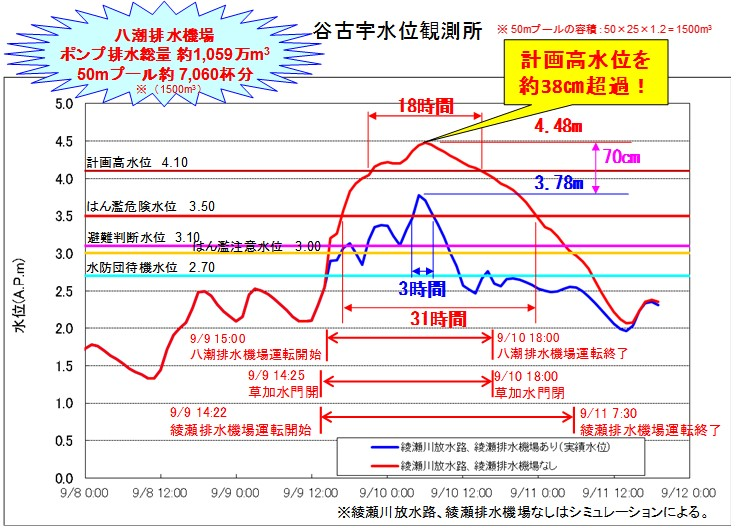 谷古宇水位観測所
※ 50mプールの容積：50×25×1.2＝1500m³
八潮排水機場
ポンプ排水総量 約1,059万m³
50mプール約 7,060杯分
※（1500m³）
計画高水位を
約38cm超過！
水位(A.P.m)
5.0
4.5
4.0
3.5
3.0
2.5
2.0
1.5
1.0
0.5
0.0
18時間
4.48m
70cm
計画高水位 4.10
3.78m
はん濫危険水位 3.50
避難判断水位 3.10
はん濫注意水位 3.00
水防団待機水位 2.70
3時間
31時間
9/9 15:00
八潮排水機場運転開始
9/10 18:00
八潮排水機場運転終了
9/9 14:25
草加水門開
9/10 18:00
草加水門閉
9/9 14:22
綾瀬排水機場運転開始
9/11 7:30
綾瀬排水機場運転終了
綾瀬川放水路、綾瀬排水機場あり(実績水位)
綾瀬川放水路、綾瀬排水機場なし
9/8 0:00
9/8 12:00
9/9 0:00
9/9 12:00
9/10 0:00
9/10 12:00
9/11 0:00
9/11 12:00
9/12 0:00
※綾瀬川放水路、綾瀬排水機場なしはシミュレーションによる。